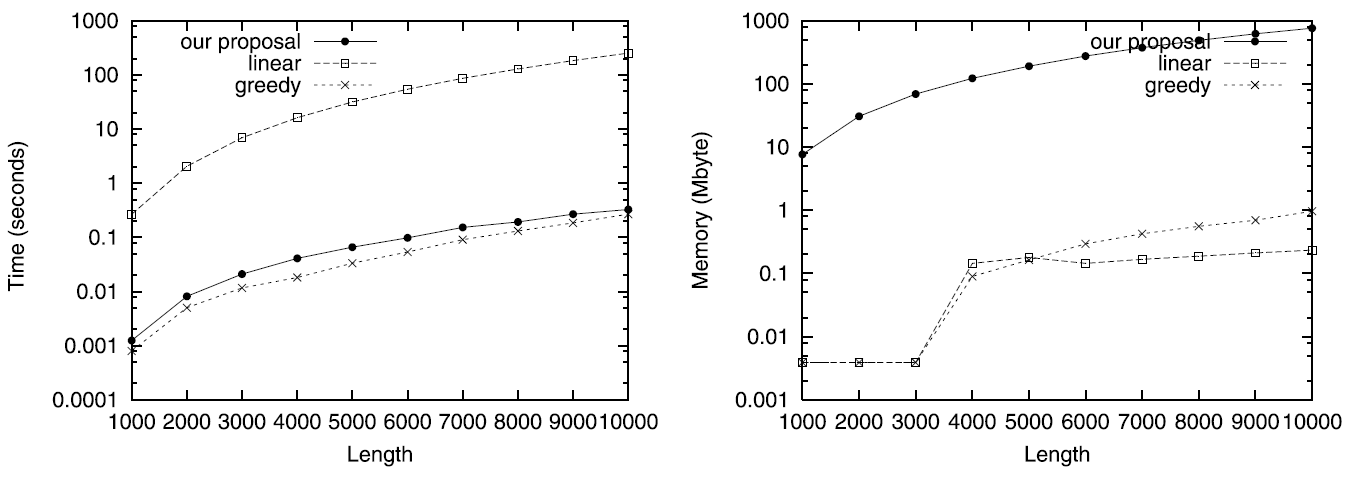 1000
100
10
1
0.1
0.01
0.001
0.0001
Time (seconds)
our proposal
linear
greedy
1000 2000 3000 4000 5000 6000 7000 8000 9000 10000
Length
1000
100
10
1
0.1
0.01
0.001
Memory (Mbyte)
our proposal
linear
greedy
1000 2000 3000 4000 5000 6000 7000 8000 9000 10000
Length